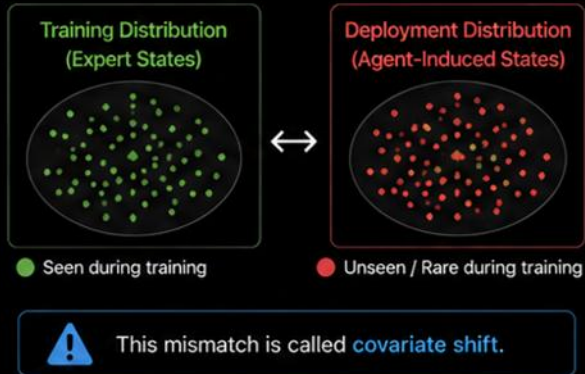 Training Distribution
(Expert States)
Deployment Distribution
(Agent-Induced States)
Seen during training
Unseen / Rare during training
This mismatch is called covariate shift.